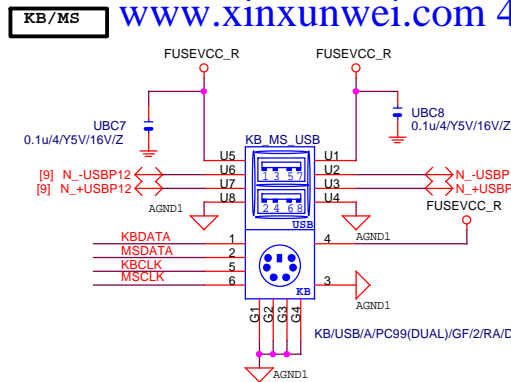 KB/MS www.xinxunwei.com 4
FUSEVCC_R FUSEVCC_R
UBC7
0.1u/4/Y5V/16V/Z
UBC8
0.1u/4/Y5V/16V/Z
KB_MS_USB
U5 U1
[9] N_-USBP12 U6 U2 N_-USBP
[9] N_+USBP12 U7 U3 N_+USBP
U8 U4
1 3 5 7
2 4 6 8
USB
AGND1 AGND1
FUSEVCC_R
KBDATA 1 4
MSDATA 2
KBCLK 5
MSCLK 6 3
KB
AGND1
G1 G2 G3 G4
KB/USB/A/PC99(DUAL)/GF/2/RA/D
AGND1